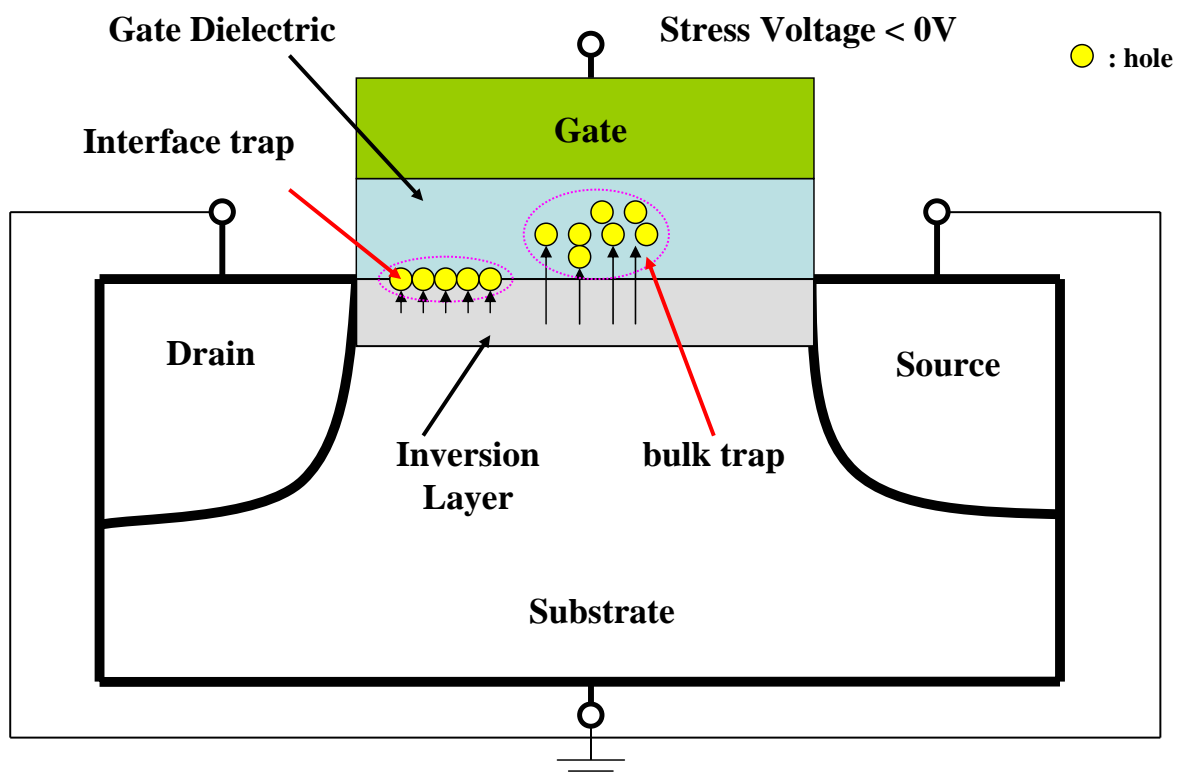 Gate Dielectric
Stress Voltage < 0V
: hole
Interface trap
Gate
Drain
Source
Inversion
Layer
bulk trap
Substrate